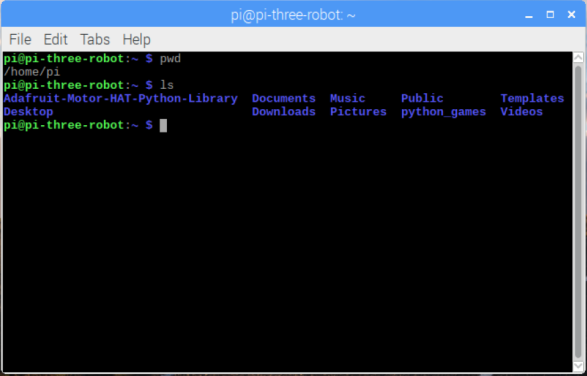 pi@pi-three-robot: ~
File Edit Tabs Help
pi@pi-three-robot:~ $ pwd
/home/pi
pi@pi-three-robot:~ $ ls
Adafruit-Motor-HAT-Python-Library  Documents  Music     Public        Templates
Desktop                            Downloads  Pictures  python_games  Videos
pi@pi-three-robot:~ $